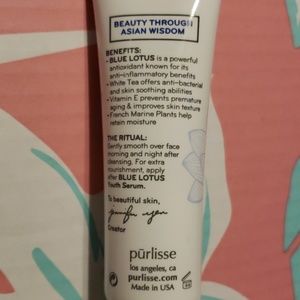 BEAUTY THROUGH
ASIAN WISDOM
BENEFITS:
• BLUE LOTUS is a powerful
antioxidant known for its
anti-inflammatory benefits
• White Tea offers anti-bacterial
and skin soothing abilities
• Vitamin E prevents premature
aging & improves skin texture
• French Marine Plants help
retain moisture
THE RITUAL:
Gently smooth over face
morning and night after
cleansing. For extra
nourishment, apply
after BLUE LOTUS
Youth Serum.
To beautiful skin,
jennifer yen
Creator
pūrlisse
los angeles, ca
purlisse.com
Made in USA